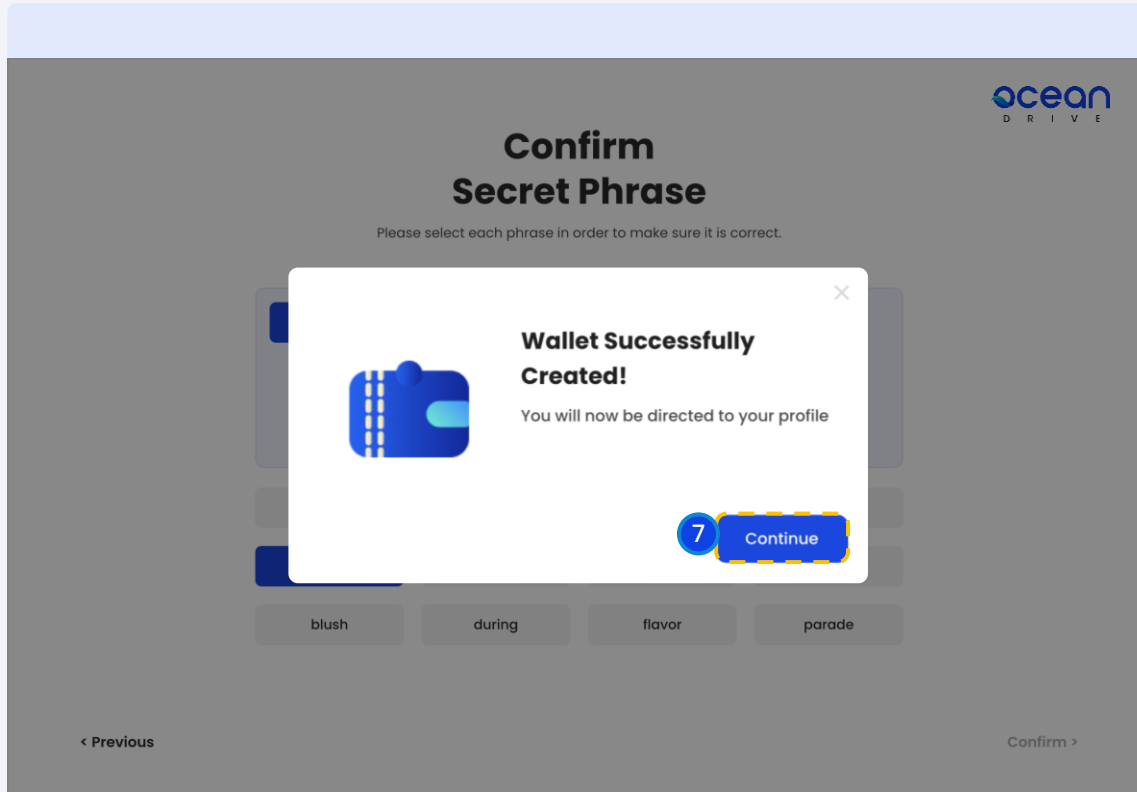 ocean
DRIVE
Confirm
Secret Phrase
Please select each phrase in order to make sure it is correct.
Wallet Successfully
Created!
You will now be directed to your profile
7
Continue
blush during flavor parade
< Previous
Confirm >